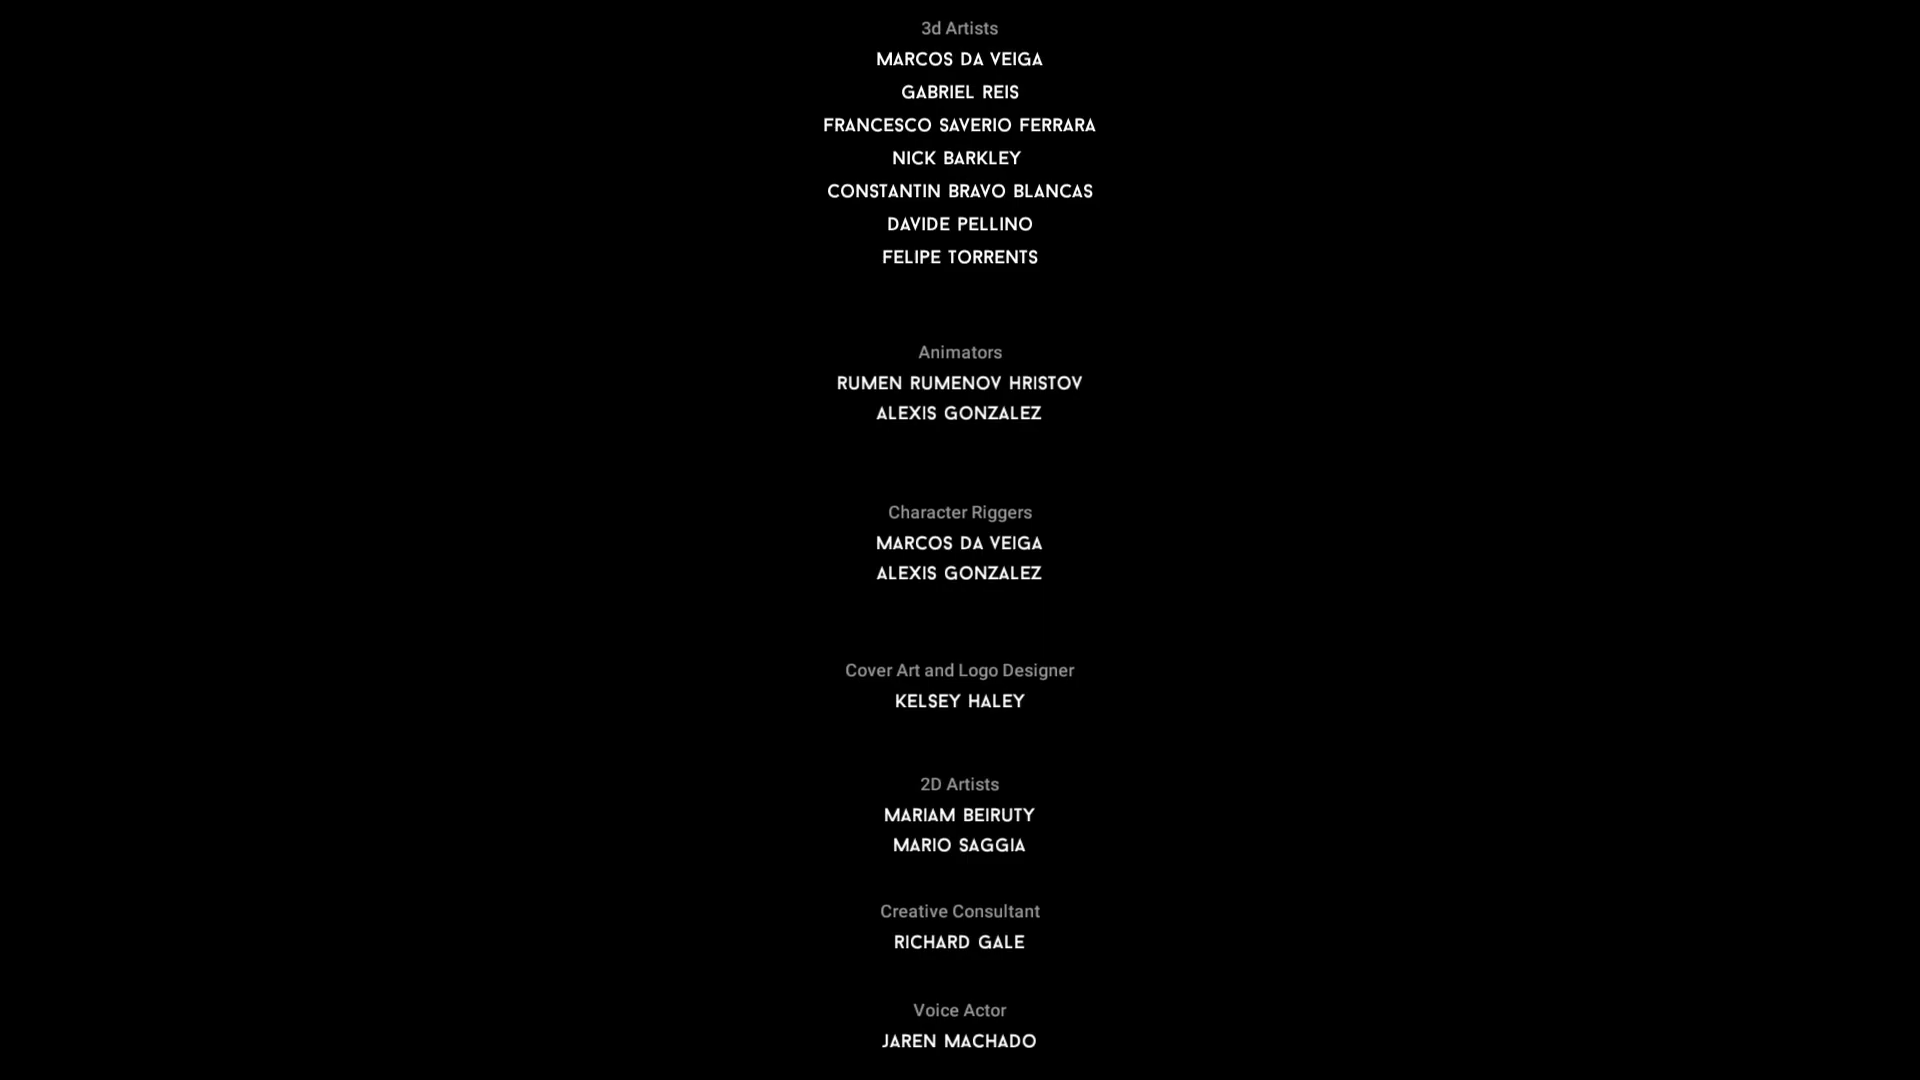 3d Artists
MARCOS DA VEIGA
GABRIEL REIS
FRANCESCO SAVERIO FERRARA
NICK BARKLEY
CONSTANTIN BRAVO BLANCAS
DAVIDE PELLINO
FELIPE TORRENTS
Animators
RUMEN RUMENOV HRISTOV
ALEXIS GONZALEZ
Character Riggers
MARCOS DA VEIGA
ALEXIS GONZALEZ
Cover Art and Logo Designer
KELSEY HALEY
2D Artists
MARIAM BEIRUTY
MARIO SAGGIA
Creative Consultant
RICHARD GALE
Voice Actor
JAREN MACHADO